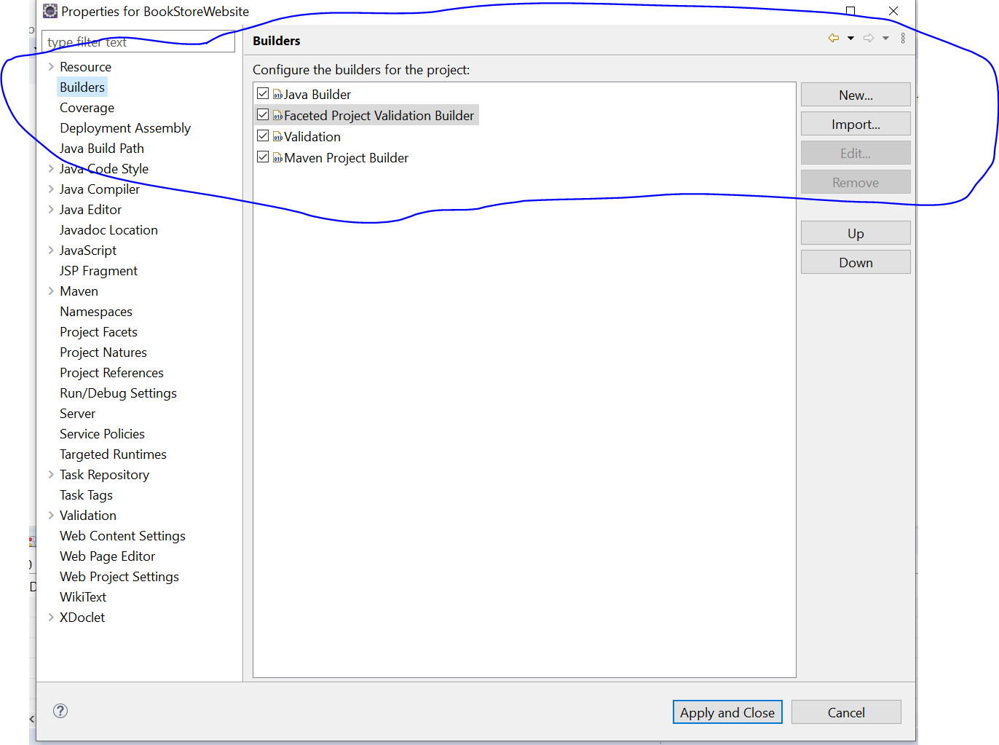 Properties for BookStoreWebsite
type filter text
Resource
Builders
Coverage
Deployment Assembly
Java Build Path
Java Code Style
Java Compiler
Java Editor
Javadoc Location
JavaScript
JSP Fragment
Maven
Namespaces
Project Facets
Project Natures
Project References
Run/Debug Settings
Server
Service Policies
Targeted Runtimes
Task Repository
Task Tags
Validation
Web Content Settings
Web Page Editor
Web Project Settings
WikiText
XDoclet
Builders
Configure the builders for the project:
Java Builder
Faceted Project Validation Builder
Validation
Maven Project Builder
New...
Import...
Edit...
Remove
Up
Down
Apply and Close
Cancel